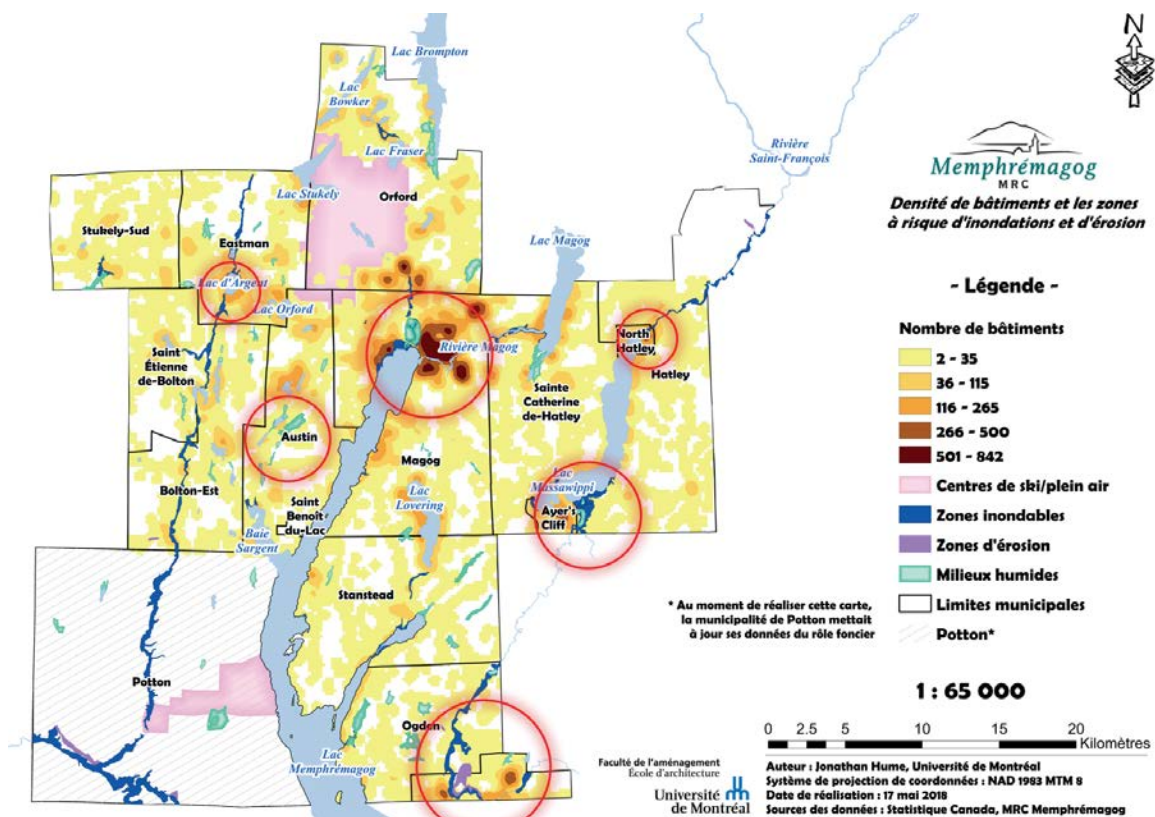 Lac Brompton
N
Lac
Bowker
Rivière
Saint-François
Lac Fraser
Memphrémagog
MRC
Densité de bâtiments et les zones
à risque d'inondations et d'érosion
Lac Stukely
Orford
Stukely-Sud
Eastman
Lac Magog
Lac d'Argent
Lac Orford
- Légende -
Nombre de bâtiments
2 - 35
36 - 115
116 - 265
266 - 500
501 - 842
Centres de ski/plein air
Zones inondables
Zones d'érosion
Milieux humides
Limites municipales
Potton*
Saint
Étienne
de-Bolton
Rivière Magog
North
Hatley
Hatley
Sainte
Catherine
de-Hatley
Austin
Magog
Bolton-Est
Saint
Benoît
du-Lac
Lac
Lovering
Lac
Massawippi
Ayer's
Cliff
Baie
Sargent
Stanstead
* Au moment de réaliser cette carte,
la municipalité de Potton mettait
à jour ses données du rôle foncier
Potton
Ogden
Lac
Memphrémagog
1 : 65 000
0 2.5 5 10 15 20
Kilomètres
Faculté de l'aménagement
École d'architecture
Université
de Montréal
Auteur : Jonathan Hume, Université de Montréal
Système de projection de coordonnées : NAD 1983 MTM 8
Date de réalisation : 17 mai 2018
Sources des données : Statistique Canada, MRC Memphrémagog